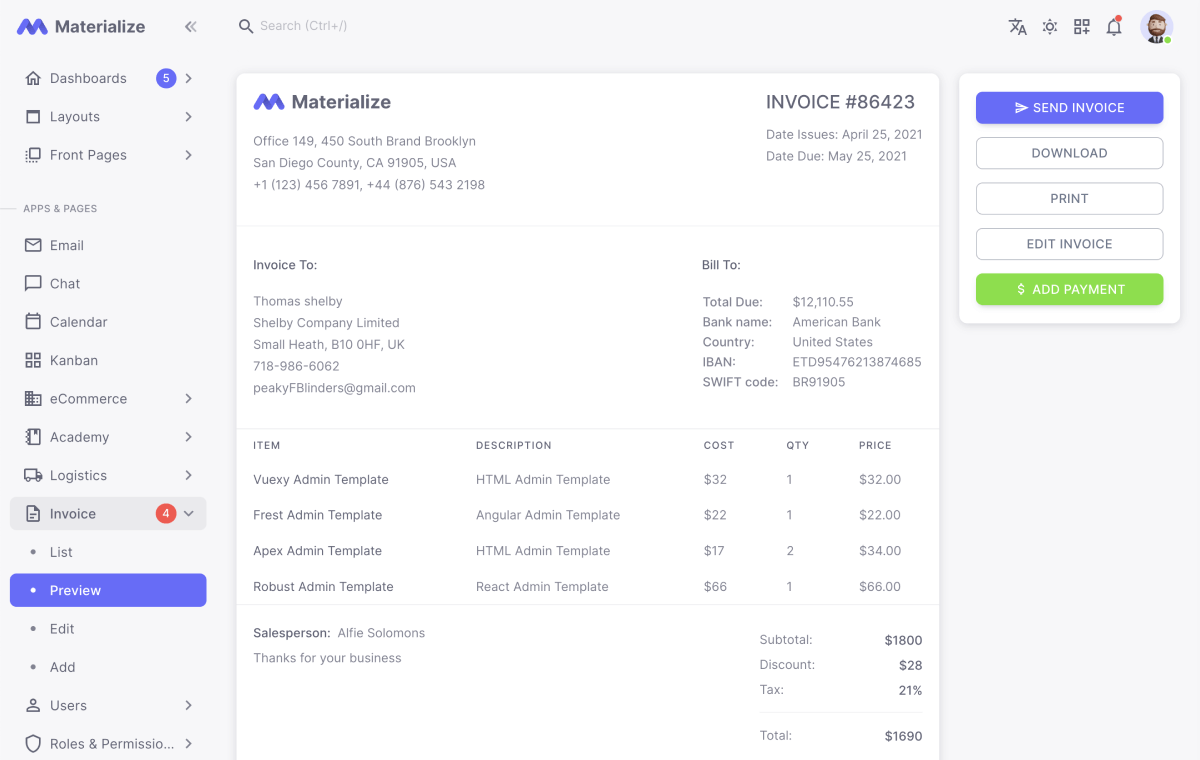 Materialize
Search (Ctrl+/)
Dashboards 5
Layouts
Front Pages
APPS & PAGES
Email
Chat
Calendar
Kanban
eCommerce
Academy
Logistics
Invoice 4
List
Preview
Edit
Add
Users
Roles & Permissio...
Materialize
Office 149, 450 South Brand Brooklyn
San Diego County, CA 91905, USA
+1 (123) 456 7891, +44 (876) 543 2198
INVOICE #86423
Date Issues: April 25, 2021
Date Due: May 25, 2021
Invoice To:
Thomas shelby
Shelby Company Limited
Small Heath, B10 0HF, UK
718-986-6062
peakyFBlinders@gmail.com
Bill To:
Total Due: $12,110.55
Bank name: American Bank
Country: United States
IBAN: ETD95476213874685
SWIFT code: BR91905
ITEM DESCRIPTION COST QTY PRICE
Vuexy Admin Template HTML Admin Template $32 1 $32.00
Frest Admin Template Angular Admin Template $22 1 $22.00
Apex Admin Template HTML Admin Template $17 2 $34.00
Robust Admin Template React Admin Template $66 1 $66.00
Salesperson: Alfie Solomons
Thanks for your business
Subtotal: $1800
Discount: $28
Tax: 21%
Total: $1690
SEND INVOICE
DOWNLOAD
PRINT
EDIT INVOICE
$ ADD PAYMENT